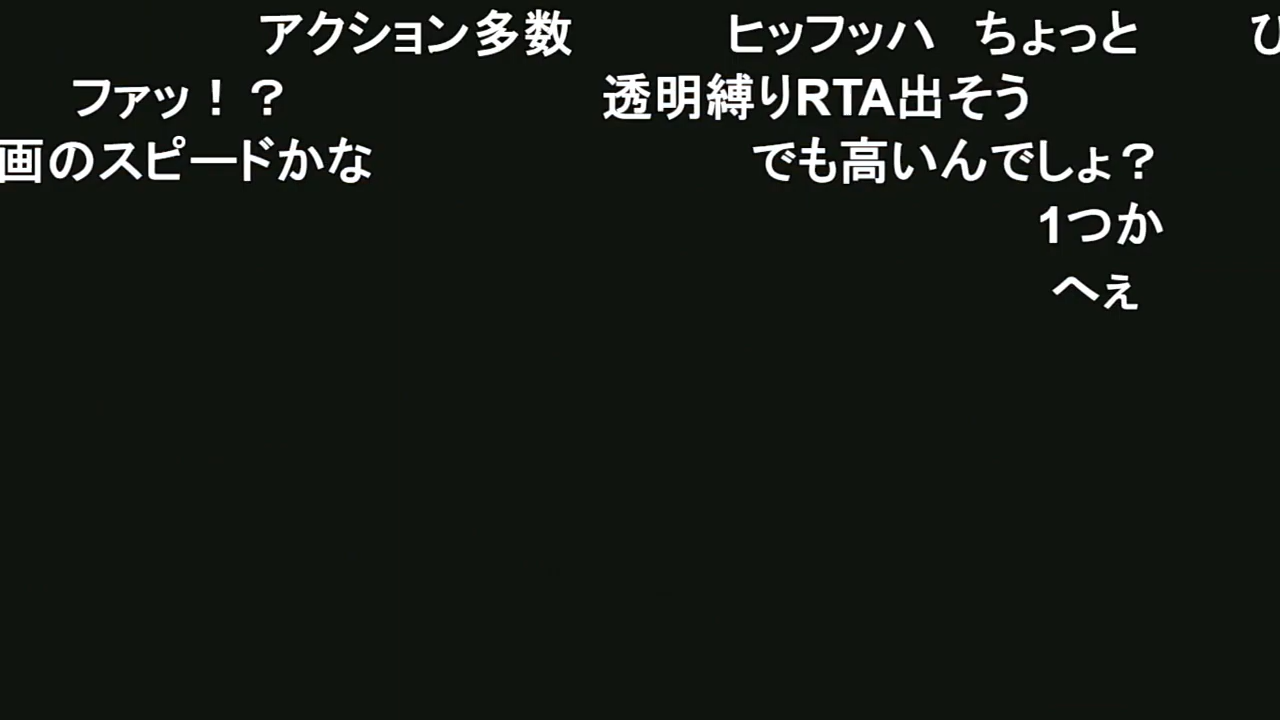 アクション多数 ヒッフッハ ちょっと ひ
ファッ！？ 透明縛りRTA出そう
画のスピードかな でも高いんでしょ？
1つか
へぇ